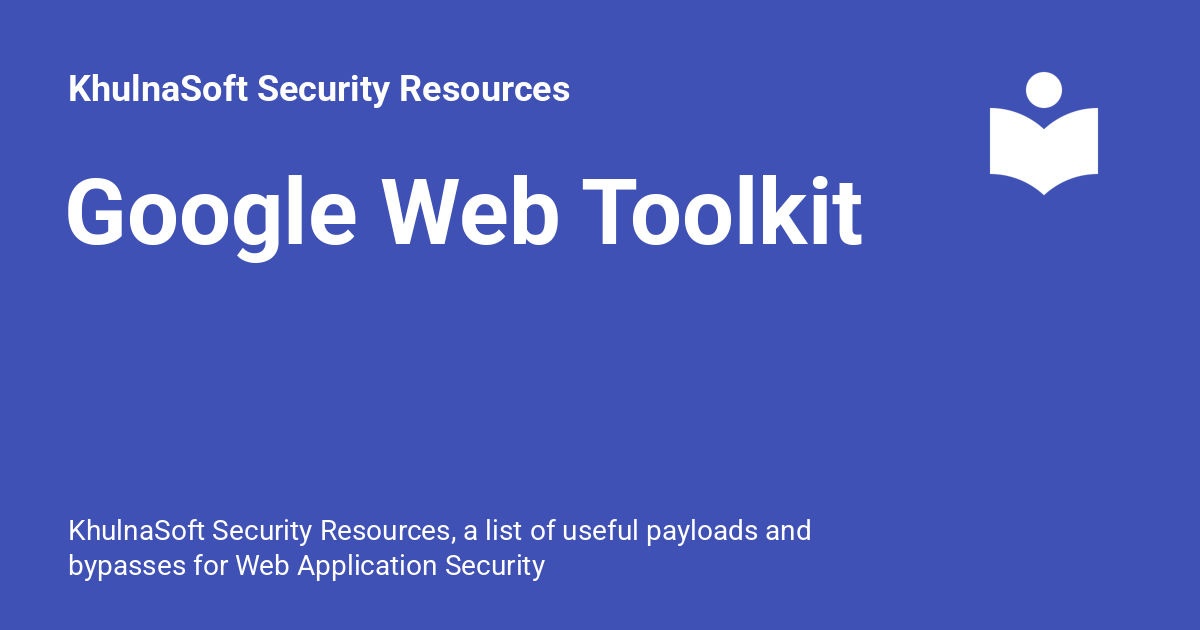 KhulnaSoft Security Resources
Google Web Toolkit
KhulnaSoft Security Resources, a list of useful payloads and
bypasses for Web Application Security